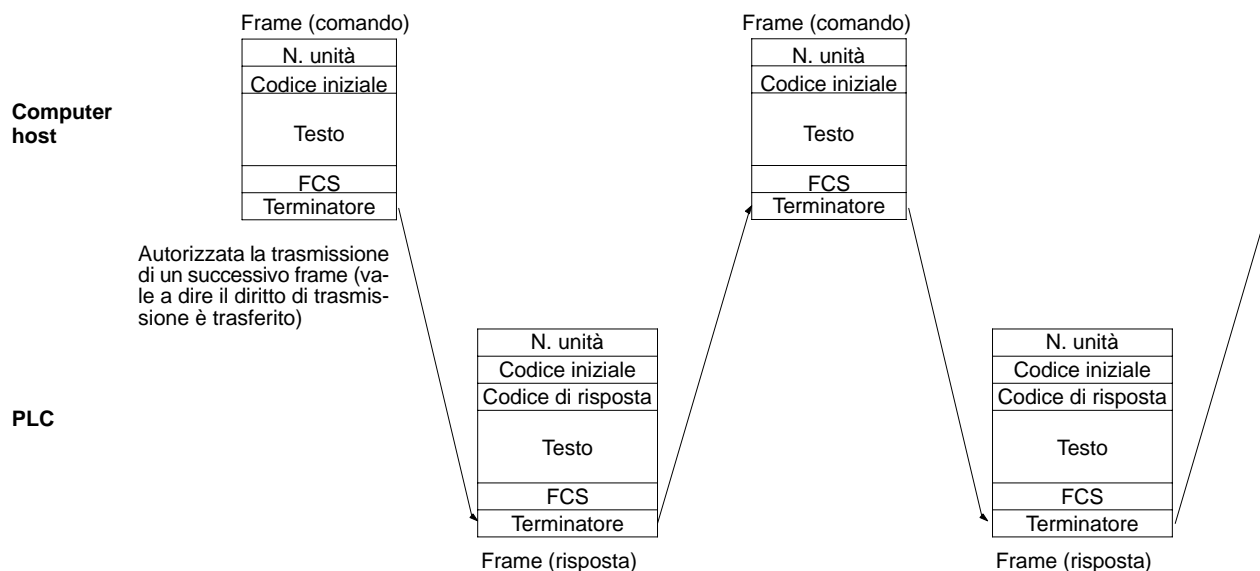 Frame (comando)
N. unità
Codice iniziale
Testo
FCS
Terminatore
Frame (comando)
N. unità
Codice iniziale
Testo
FCS
Terminatore
Computer
host
Autorizzata la trasmissione
di un successivo frame (va-
le a dire il diritto di trasmis-
sione è trasferito)
PLC
N. unità
Codice iniziale
Codice di risposta
Testo
FCS
Terminatore
Frame (risposta)
N. unità
Codice iniziale
Codice di risposta
Testo
FCS
Terminatore
Frame (risposta)